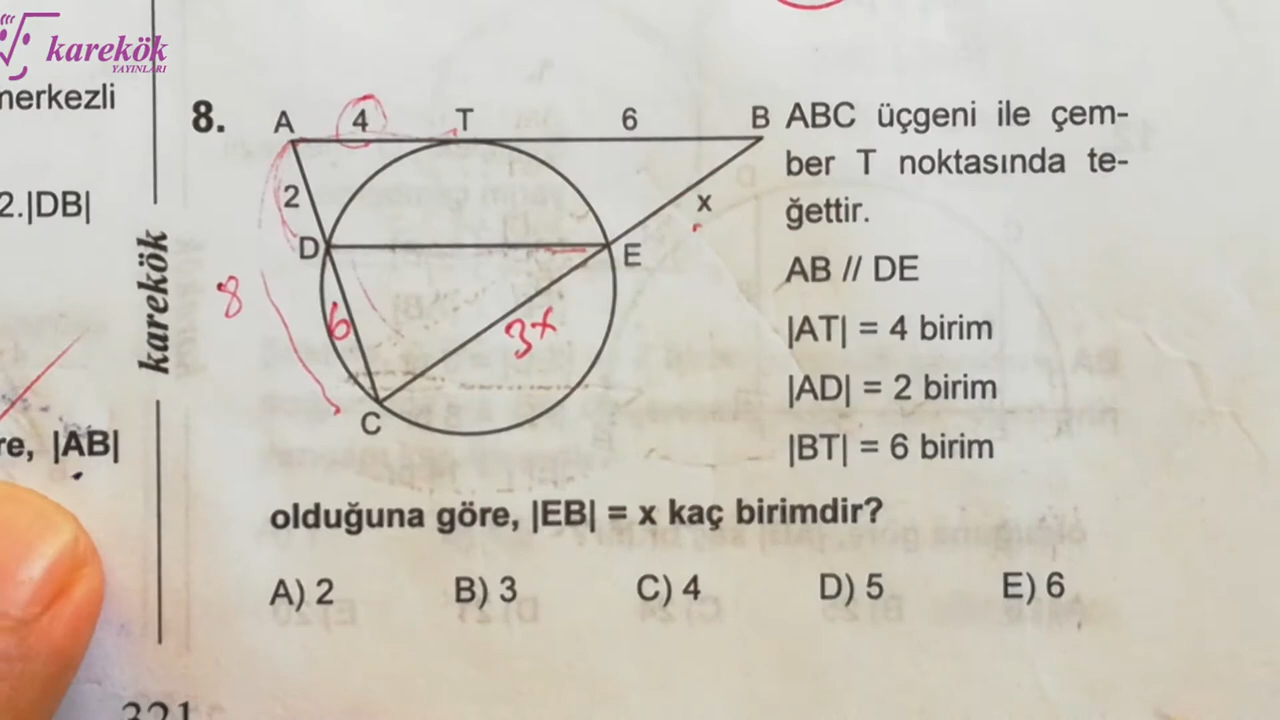 karekök
YAYINLARI
merkezli
2.|DB|
karekök
re, |AB|
321
8.
A 4 T 6 B
2
x
D
E
8
6
3x
C
ABC üçgeni ile çem-
ber T noktasında te-
ğettir.
AB // DE
|AT| = 4 birim
|AD| = 2 birim
|BT| = 6 birim
olduğuna göre, |EB| = x kaç birimdir?
A) 2 B) 3 C) 4 D) 5 E) 6